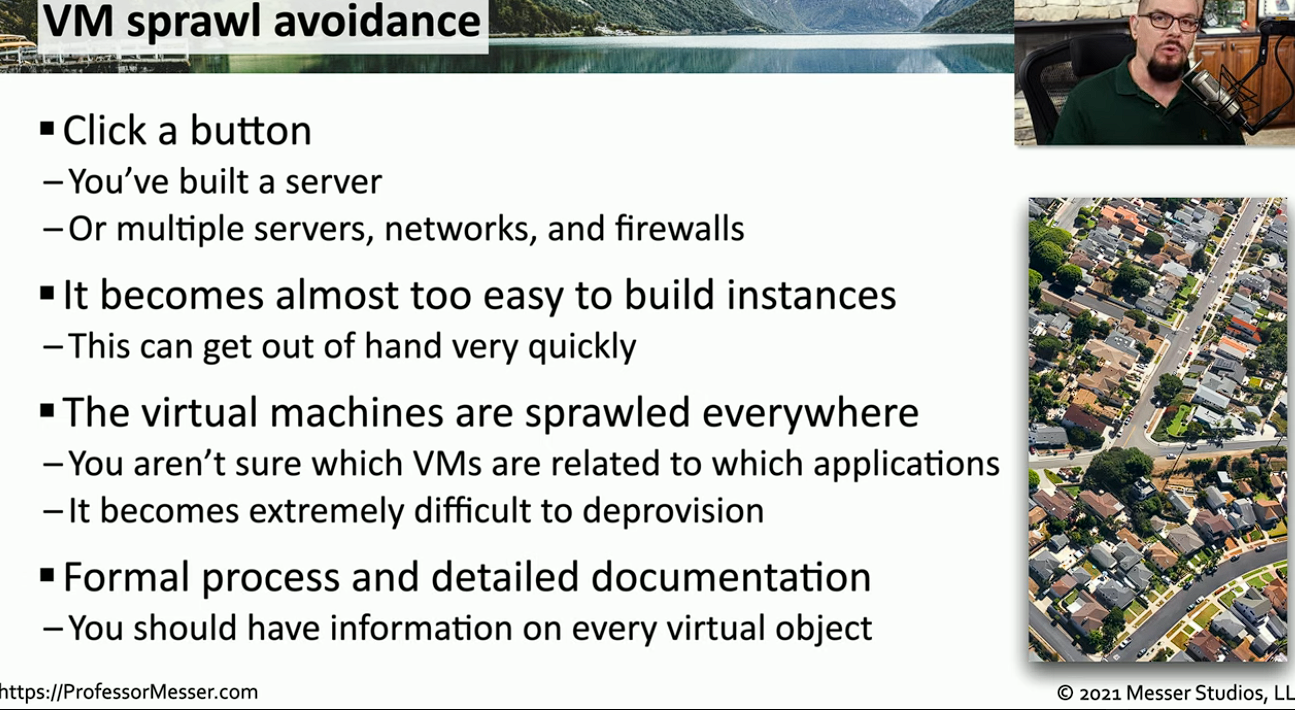 VM sprawl avoidance
▪ Click a button
– You’ve built a server
– Or multiple servers, networks, and firewalls
▪ It becomes almost too easy to build instances
– This can get out of hand very quickly
▪ The virtual machines are sprawled everywhere
– You aren’t sure which VMs are related to which applications
– It becomes extremely difficult to deprovision
▪ Formal process and detailed documentation
– You should have information on every virtual object
https://ProfessorMesser.com
© 2021 Messer Studios, LL